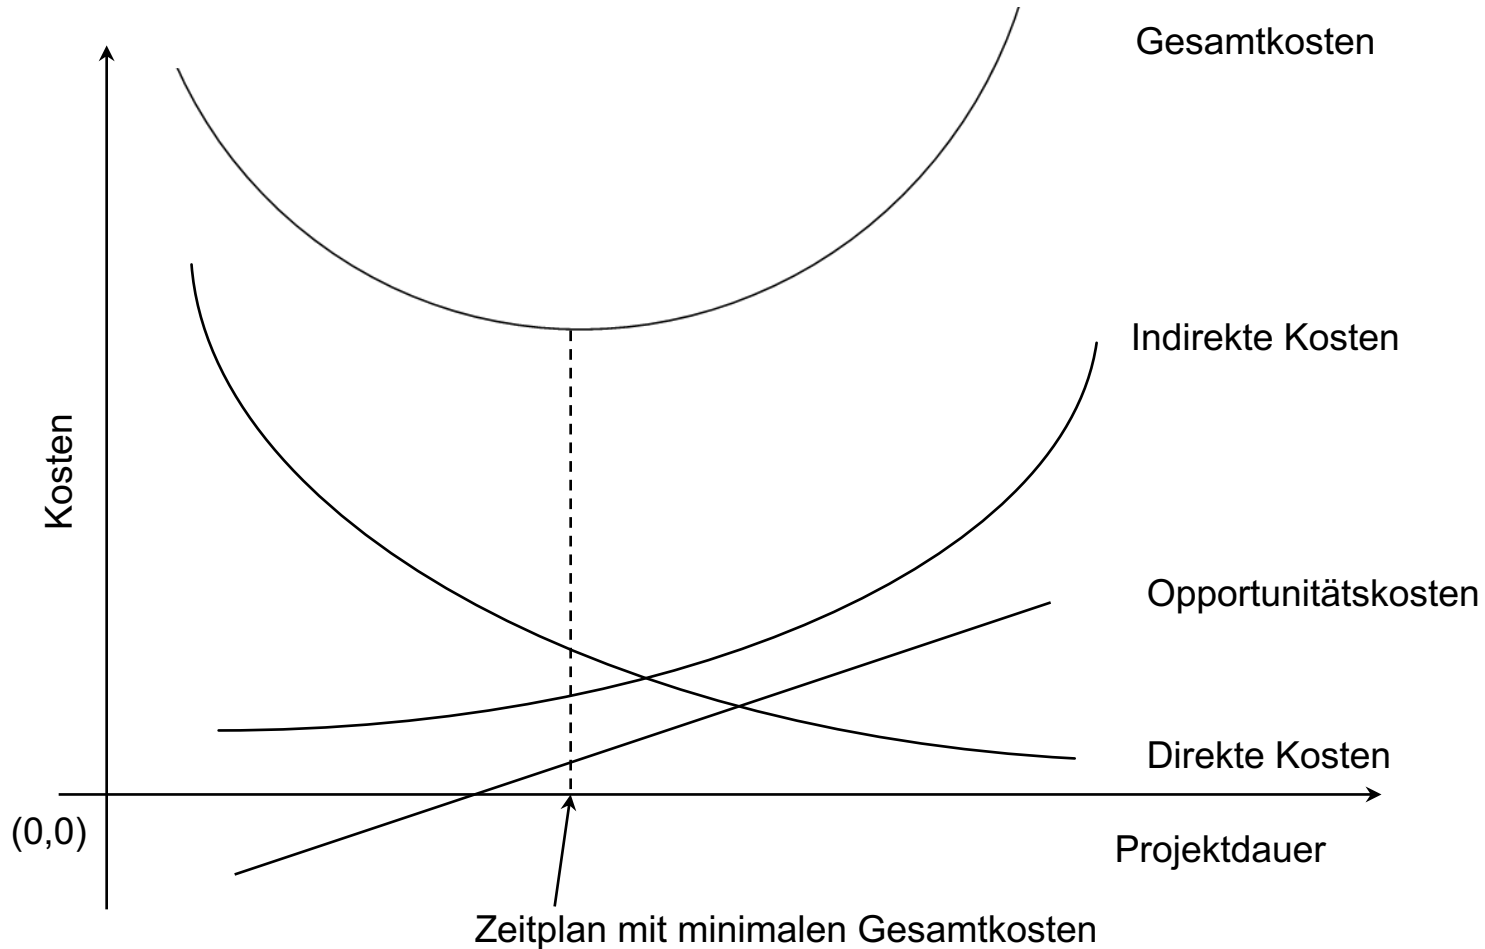 Gesamtkosten
Indirekte Kosten
Kosten
Opportunitätskosten
Direkte Kosten
(0,0)
Projektdauer
Zeitplan mit minimalen Gesamtkosten